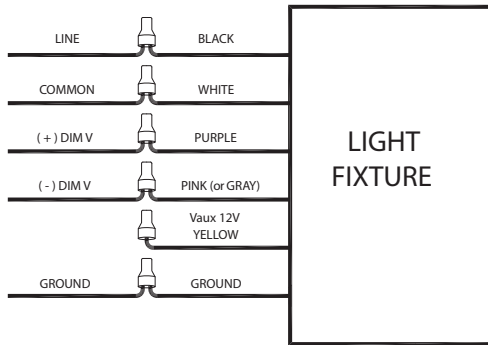 LINE BLACK
COMMON WHITE
( + ) DIM V PURPLE
( - ) DIM V PINK (or GRAY)
Vaux 12V
YELLOW
GROUND GROUND
LIGHT
FIXTURE